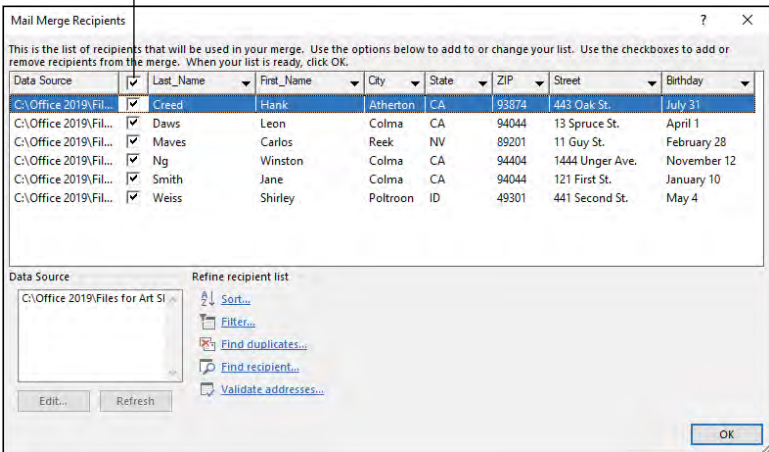 Mail Merge Recipients ? ×
This is the list of recipients that will be used in your merge. Use the options below to add to or change your list. Use the checkboxes to add or
remove recipients from the merge. When your list is ready, click OK.
Data Source Last_Name First_Name City State ZIP Street Birthday
C:\Office 2019\Fil... Creed Hank Atherton CA 93874 443 Oak St. July 31
C:\Office 2019\Fil... Daws Leon Colma CA 94044 13 Spruce St. April 1
C:\Office 2019\Fil... Maves Carlos Reek NV 89201 11 Guy St. February 28
C:\Office 2019\Fil... Ng Winston Colma CA 94404 1444 Unger Ave. November 12
C:\Office 2019\Fil... Smith Jane Colma CA 94044 121 First St. January 10
C:\Office 2019\Fil... Weiss Shirley Poltroon ID 49301 441 Second St. May 4
Data Source Refine recipient list
C:\Office 2019\Files for Art Sl
Sort...
Filter...
Find duplicates...
Find recipient...
Validate addresses...
Edit... Refresh
OK